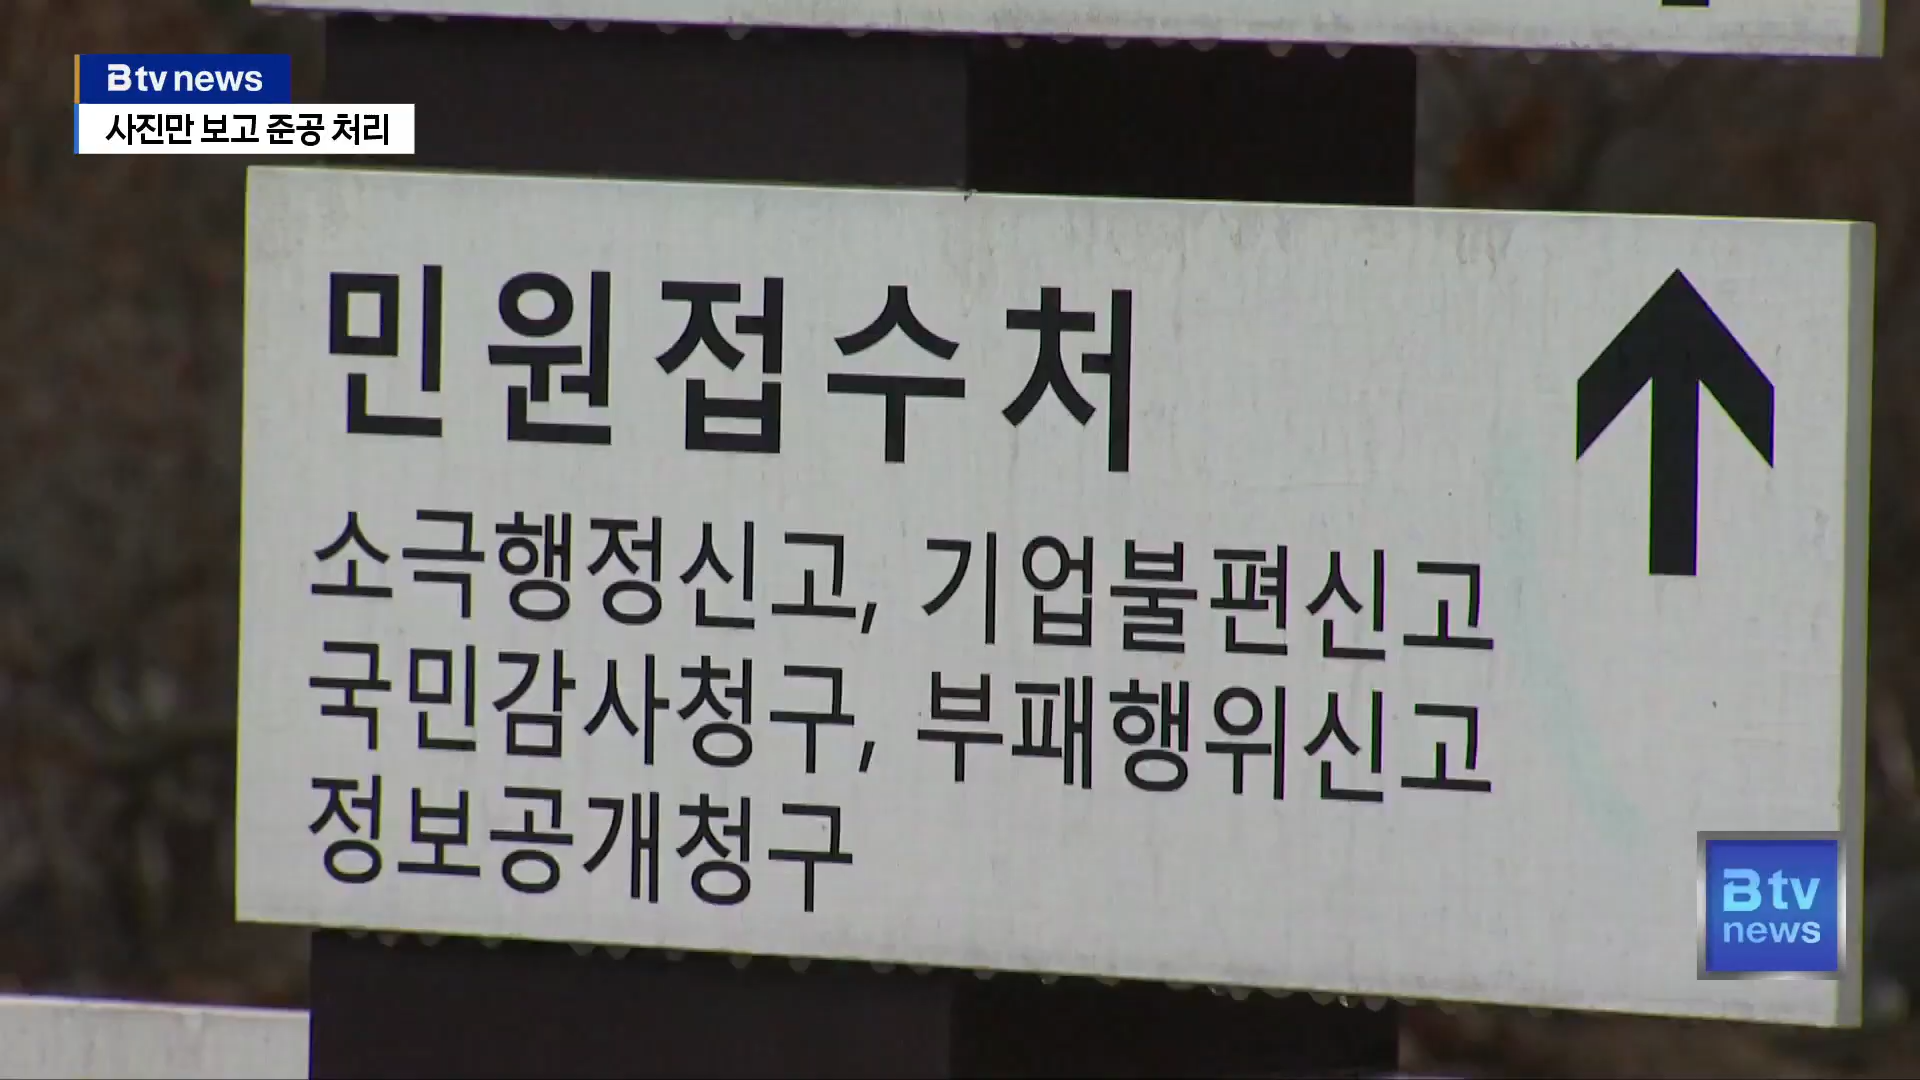 B tv news
사진만 보고 준공 처리
민원접수처
소극행정신고, 기업불편신고
국민감사청구, 부패행위신고
정보공개청구
B tv
news